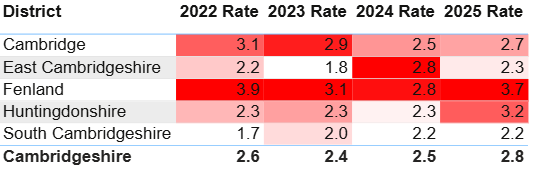 District 2022 Rate 2023 Rate 2024 Rate 2025 Rate
Cambridge 3.1 2.9 2.5 2.7
East Cambridgeshire 2.2 1.8 2.8 2.3
Fenland 3.9 3.1 2.8 3.7
Huntingdonshire 2.3 2.3 2.3 3.2
South Cambridgeshire 1.7 2.0 2.2 2.2
Cambridgeshire 2.6 2.4 2.5 2.8